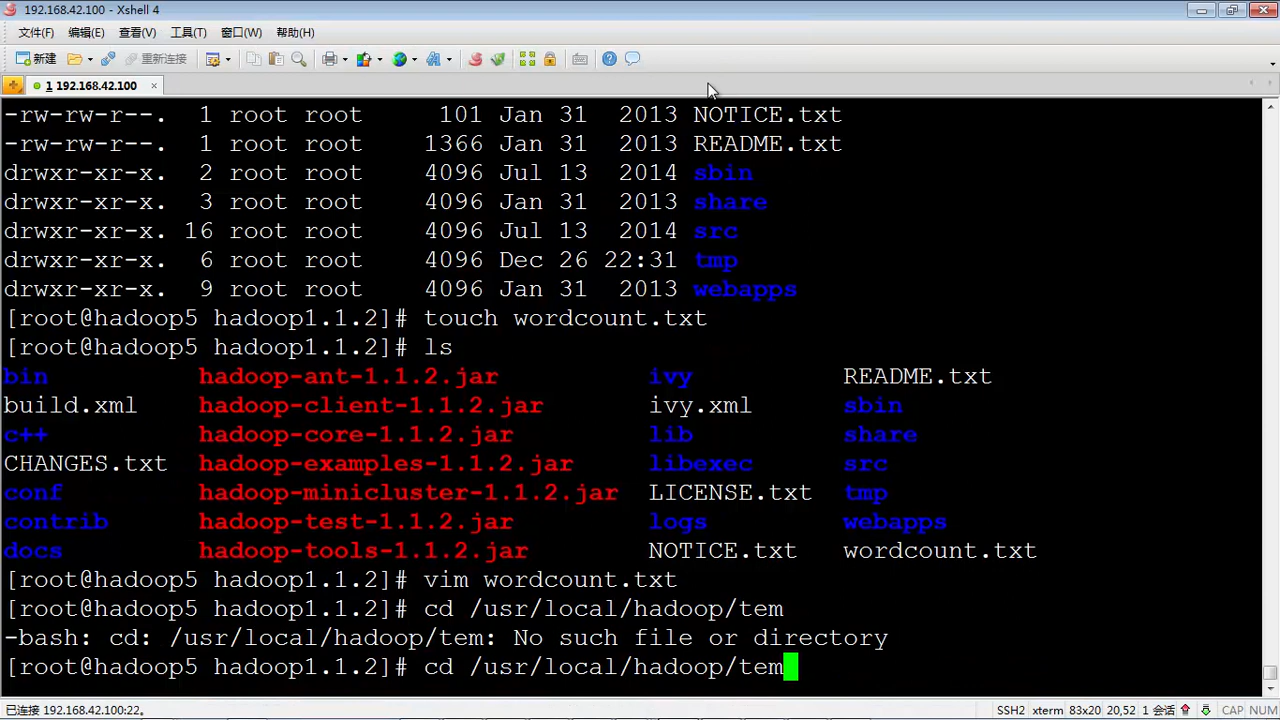 192.168.42.100 - Xshell 4
文件(F) 编辑(E) 查看(V) 工具(T) 窗口(W) 帮助(H)
新建 重新连接
1 192.168.42.100
-rw-rw-r--. 1 root root 101 Jan 31 2013 NOTICE.txt
-rw-rw-r--. 1 root root 1366 Jan 31 2013 README.txt
drwxr-xr-x. 2 root root 4096 Jul 13 2014 sbin
drwxr-xr-x. 3 root root 4096 Jan 31 2013 share
drwxr-xr-x. 16 root root 4096 Jul 13 2014 src
drwxr-xr-x. 6 root root 4096 Dec 26 22:31 tmp
drwxr-xr-x. 9 root root 4096 Jan 31 2013 webapps
[root@hadoop5 hadoop1.1.2]# touch wordcount.txt
[root@hadoop5 hadoop1.1.2]# ls
bin hadoop-ant-1.1.2.jar ivy README.txt
build.xml hadoop-client-1.1.2.jar ivy.xml sbin
c++ hadoop-core-1.1.2.jar lib share
CHANGES.txt hadoop-examples-1.1.2.jar libexec src
conf hadoop-minicluster-1.1.2.jar LICENSE.txt tmp
contrib hadoop-test-1.1.2.jar logs webapps
docs hadoop-tools-1.1.2.jar NOTICE.txt wordcount.txt
[root@hadoop5 hadoop1.1.2]# vim wordcount.txt
[root@hadoop5 hadoop1.1.2]# cd /usr/local/hadoop/tem
-bash: cd: /usr/local/hadoop/tem: No such file or directory
[root@hadoop5 hadoop1.1.2]# cd /usr/local/hadoop/tem
已连接 192.168.42.100:22。 SSH2 xterm 83x20 20,52 1 会话 CAP NUM